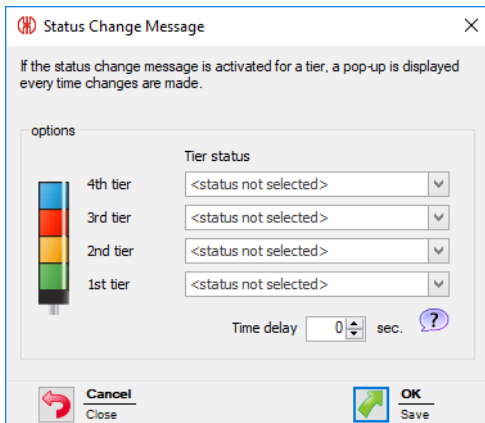 Status Change Message
If the status change message is activated for a tier, a pop-up is displayed
every time changes are made.
options
Tier status
4th tier <status not selected>
3rd tier <status not selected>
2nd tier <status not selected>
1st tier <status not selected>
Time delay 0 sec. ?
Cancel
Close
OK
Save